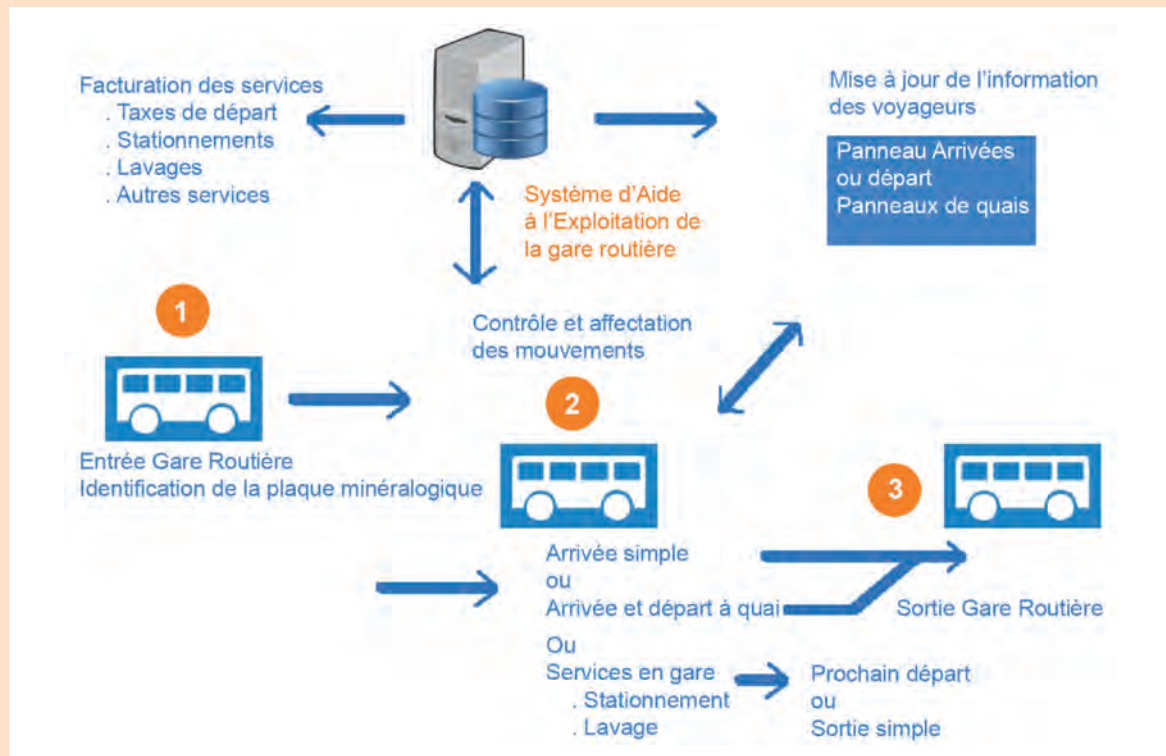 Facturation des services
. Taxes de départ
. Stationnements
. Lavages
. Autres services
Système d'Aide
à l'Exploitation de
la gare routière
Mise à jour de l'information
des voyageurs
Panneau Arrivées
ou départ
Panneaux de quais
1
Entrée Gare Routière
Identification de la plaque minéralogique
Contrôle et affectation
des mouvements
2
Arrivée simple
ou
Arrivée et départ à quai
Ou
Services en gare
. Stationnement
. Lavage
3
Sortie Gare Routière
Prochain départ
ou
Sortie simple